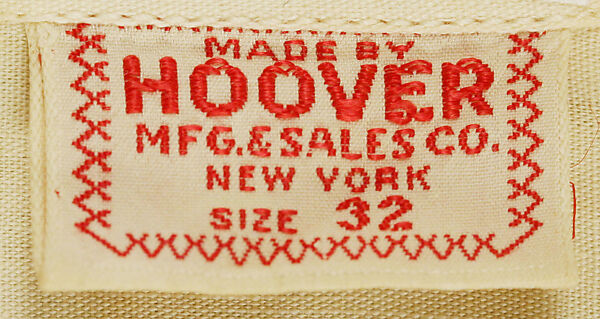 MADE BY
HOOVER
MFG. & SALES CO.
NEW YORK
SIZE 32